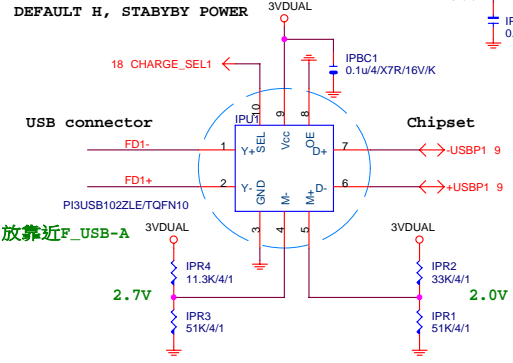 DEFAULT H, STABYBY POWER
3VDUAL
18 CHARGE_SEL1
IPBC1
0.1u/4/X7R/16V/K
IPU1
10
9
8
USB connector
Chipset
SEL
Vcc
OE
FD1-
1
Y+
D+
7
-USBP1 9
FD1+
2
Y-
D-
6
+USBP1 9
GND
M-
M+
PI3USB102ZLE/TQFN10
3
4
5
放靠近F_USB-A
3VDUAL
3VDUAL
IPR4
11.3K/4/1
IPR2
33K/4/1
2.7V
2.0V
IPR3
51K/4/1
IPR1
51K/4/1